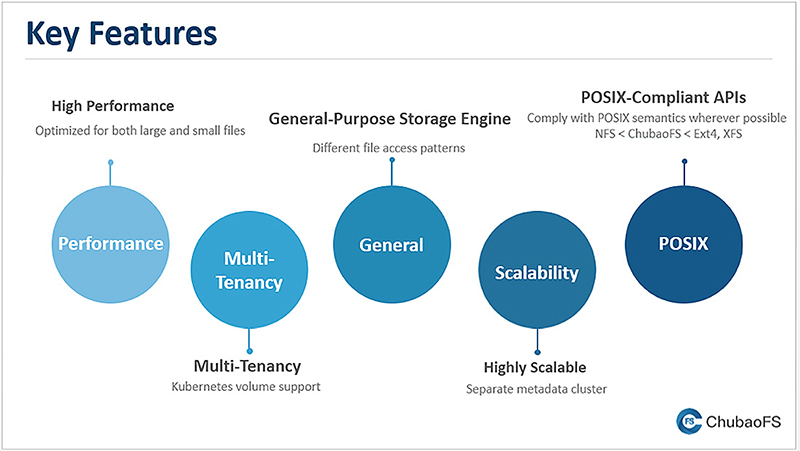 Key Features
High Performance
Optimized for both large and small files
General-Purpose Storage Engine
Different file access patterns
POSIX-Compliant APIs
Comply with POSIX semantics wherever possible
NFS < ChubaoFS < Ext4, XFS
Performance
Multi-
Tenancy
General
Scalability
POSIX
Multi-Tenancy
Kubernetes volume support
Highly Scalable
Separate metadata cluster
FS
ChubaoFS